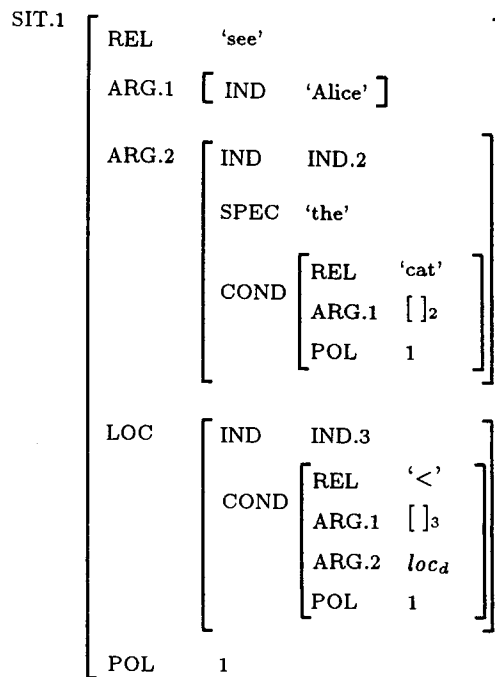 SIT.1
REL ‘see’
ARG.1 [ IND ‘Alice’ ]
ARG.2 IND IND.2
SPEC ‘the’
COND REL ‘cat’
ARG.1 [ ]2
POL 1
LOC IND IND.3
COND REL ‘<’
ARG.1 [ ]3
ARG.2 locd
POL 1
POL 1